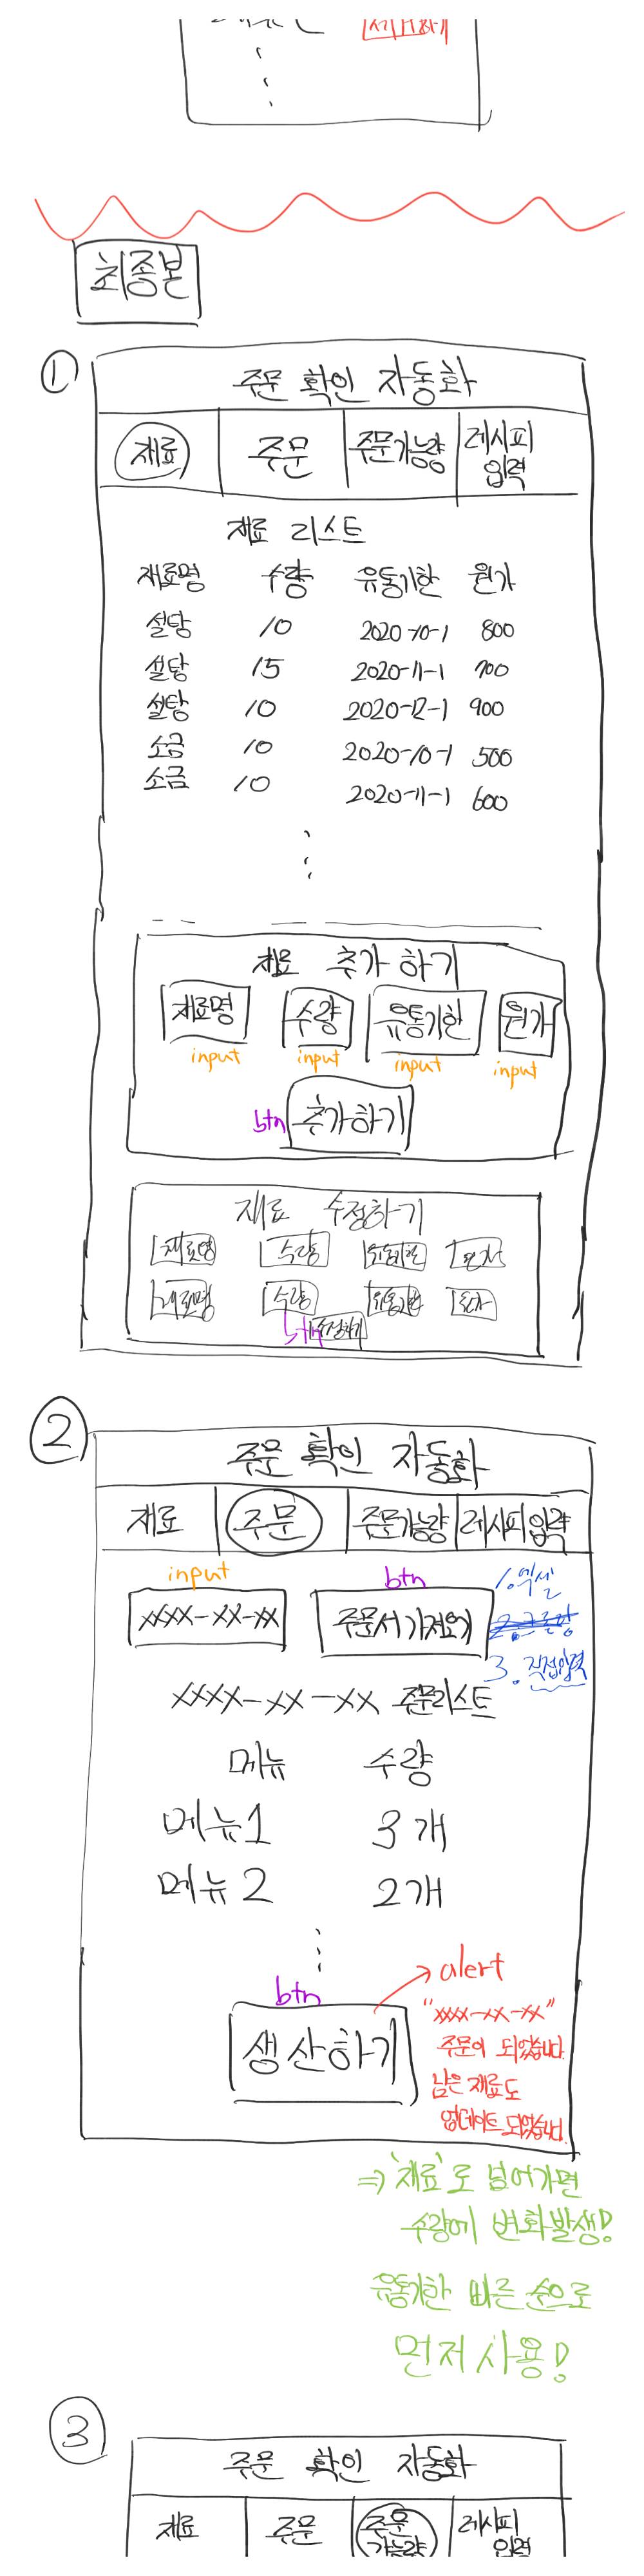 최종본
①
주문 확인 자동화
재료 주문 주문가능량 레시피 입력
재료 리스트
재료명 수량 유통기한 원가
설탕 10 2020-10-1 800
설탕 15 2020-11-1 700
설탕 10 2020-12-1 900
소금 10 2020-10-1 500
소금 10 2020-11-1 600
재료 추가하기
재료명 수량 유통기한 원가
input input input input
btn 추가하기
재료 수정하기
재료명 수량 유통기한 원가
재료명 수량 유통기한 원가
btn 수정하기
②
주문 확인 자동화
재료 주문 주문가능량 레시피입력
input btn
xxxx-xx-xx 주문서 가져오기
1. 엑셀
3. 직접입력
xxxx-xx-xx 주문리스트
메뉴 수량
메뉴1 3개
메뉴2 2개
btn
생산하기
alert
"xxxx-xx-xx"
주문이 되었습니다.
남은 재료도
업데이트 되었습니다.
⇒ '재료'로 넘어가면
수량에 변화발생!
유통기한 빠른 순으로
먼저 사용!
③
주문 확인 자동화
재료 주문 주문가능량 레시피 입력